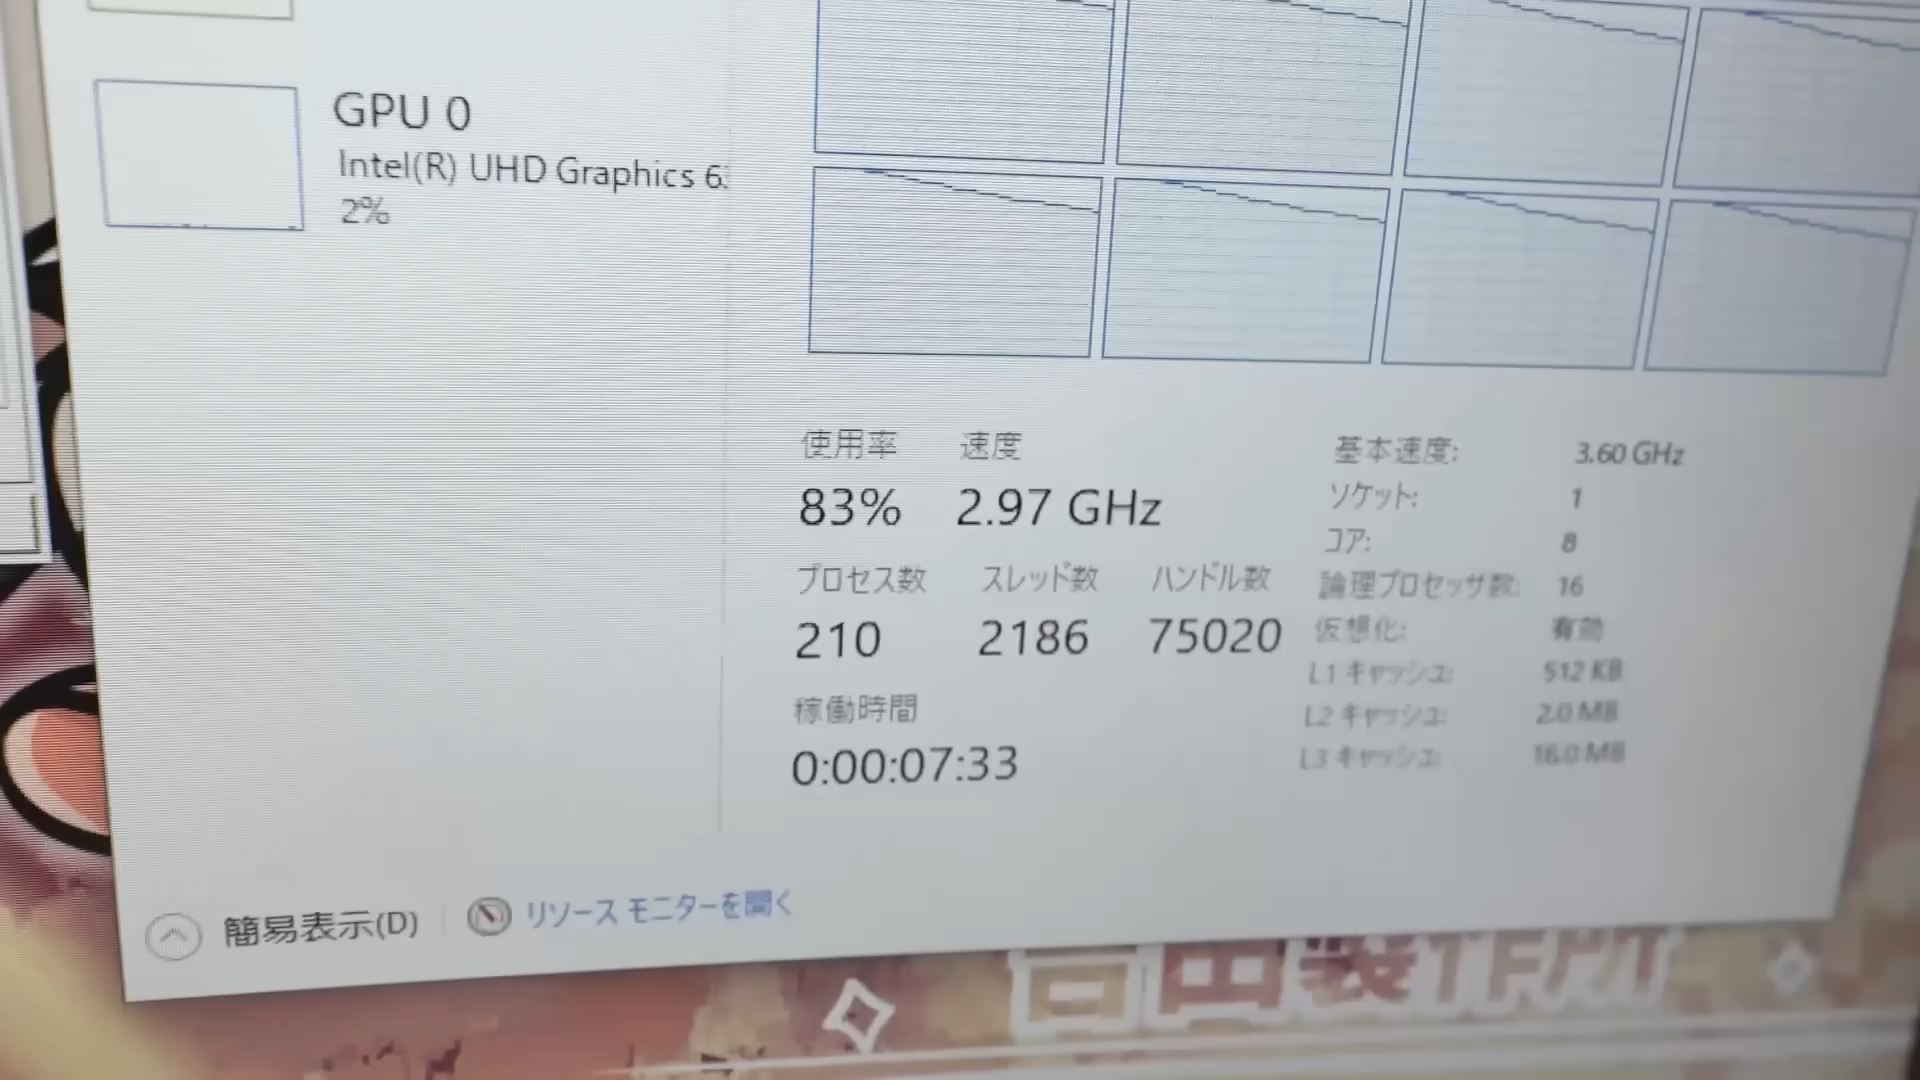 GPU 0
Intel(R) UHD Graphics 6
2%
使用率 速度
83% 2.97 GHz
プロセス数 スレッド数 ハンドル数
210 2186 75020
稼働時間
0:00:07:33
基本速度: 3.60 GHz
ソケット: 1
コア: 8
論理プロセッサ数: 16
仮想化: 有効
L1 キャッシュ: 512 KB
L2 キャッシュ: 2.0 MB
L3 キャッシュ: 16.0 MB
簡易表示(D) リソース モニターを開く